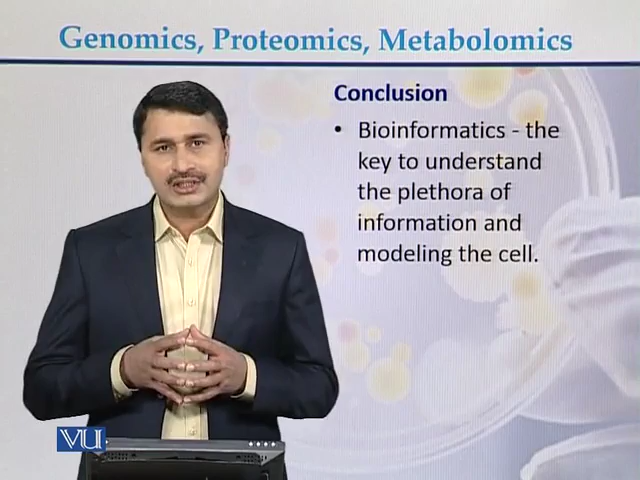 Genomics, Proteomics, Metabolomics
Conclusion
• Bioinformatics - the
key to understand
the plethora of
information and
modeling the cell.
VU